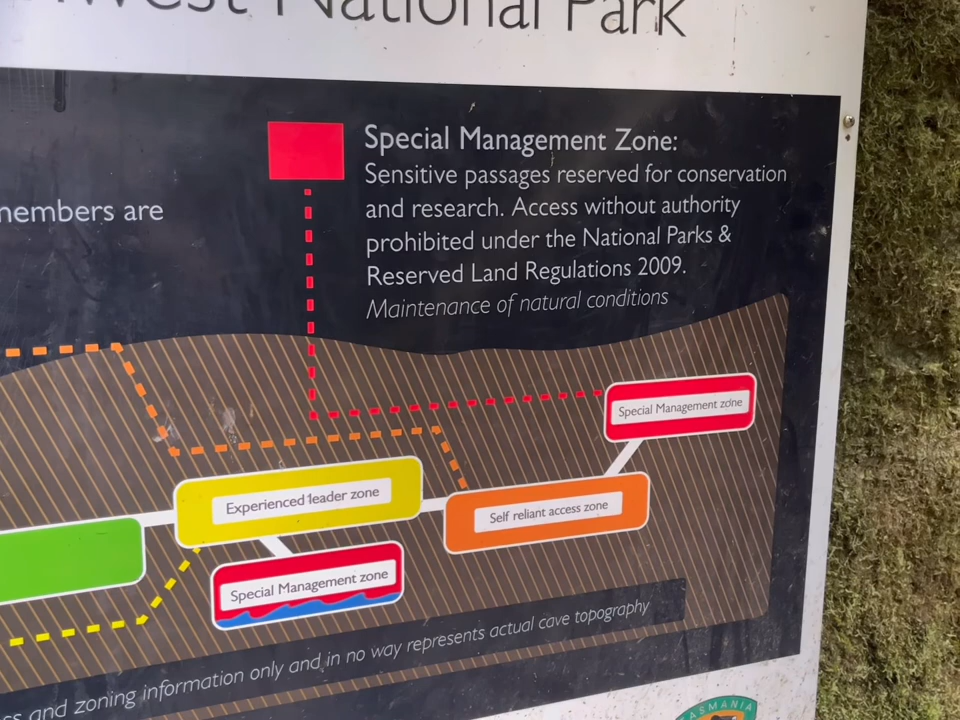 National Park
Special Management Zone:
Sensitive passages reserved for conservation
and research. Access without authority
prohibited under the National Parks &
Reserved Land Regulations 2009.
Maintenance of natural conditions
members are
Special Management zone
Experienced leader zone
Self reliant access zone
Special Management zone
and zoning information only and in no way represents actual cave topography
TASMANIA